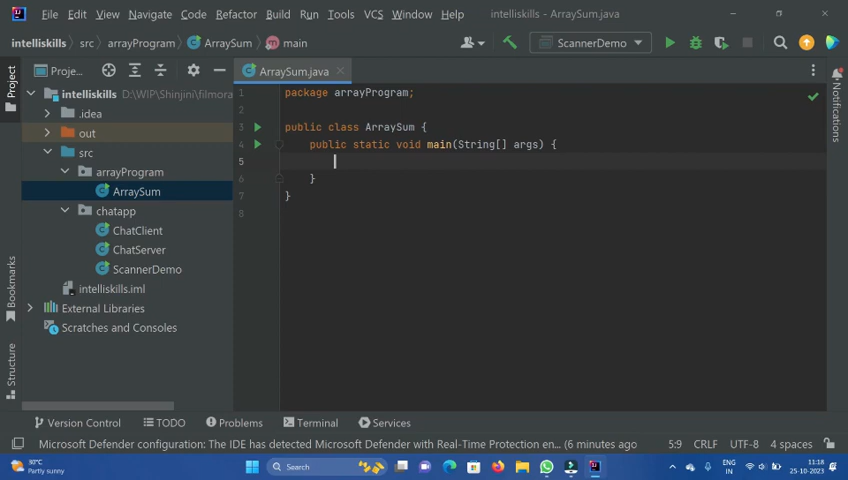 File Edit View Navigate Code Refactor Build Run Tools VCS Window Help intelliskills - ArraySum.java
intelliskills src arrayProgram ArraySum main ScannerDemo
Project Proje... ArraySum.java
intelliskills D:\WIP\Shinjini\filmora
.idea
out
src
arrayProgram
ArraySum
chatapp
ChatClient
ChatServer
ScannerDemo
intelliskills.iml
External Libraries
Scratches and Consoles
1 package arrayProgram;
2
3 public class ArraySum {
4 public static void main(String[] args) {
5
6 }
7 }
8
Notifications
Bookmarks
Structure
Version Control TODO Problems Terminal Services
Microsoft Defender configuration: The IDE has detected Microsoft Defender with Real-Time Protection en... (6 minutes ago 5:9 CRLF UTF-8 4 spaces
30°C
Partly sunny
Search
ENG
IN
11:18
25-10-2023